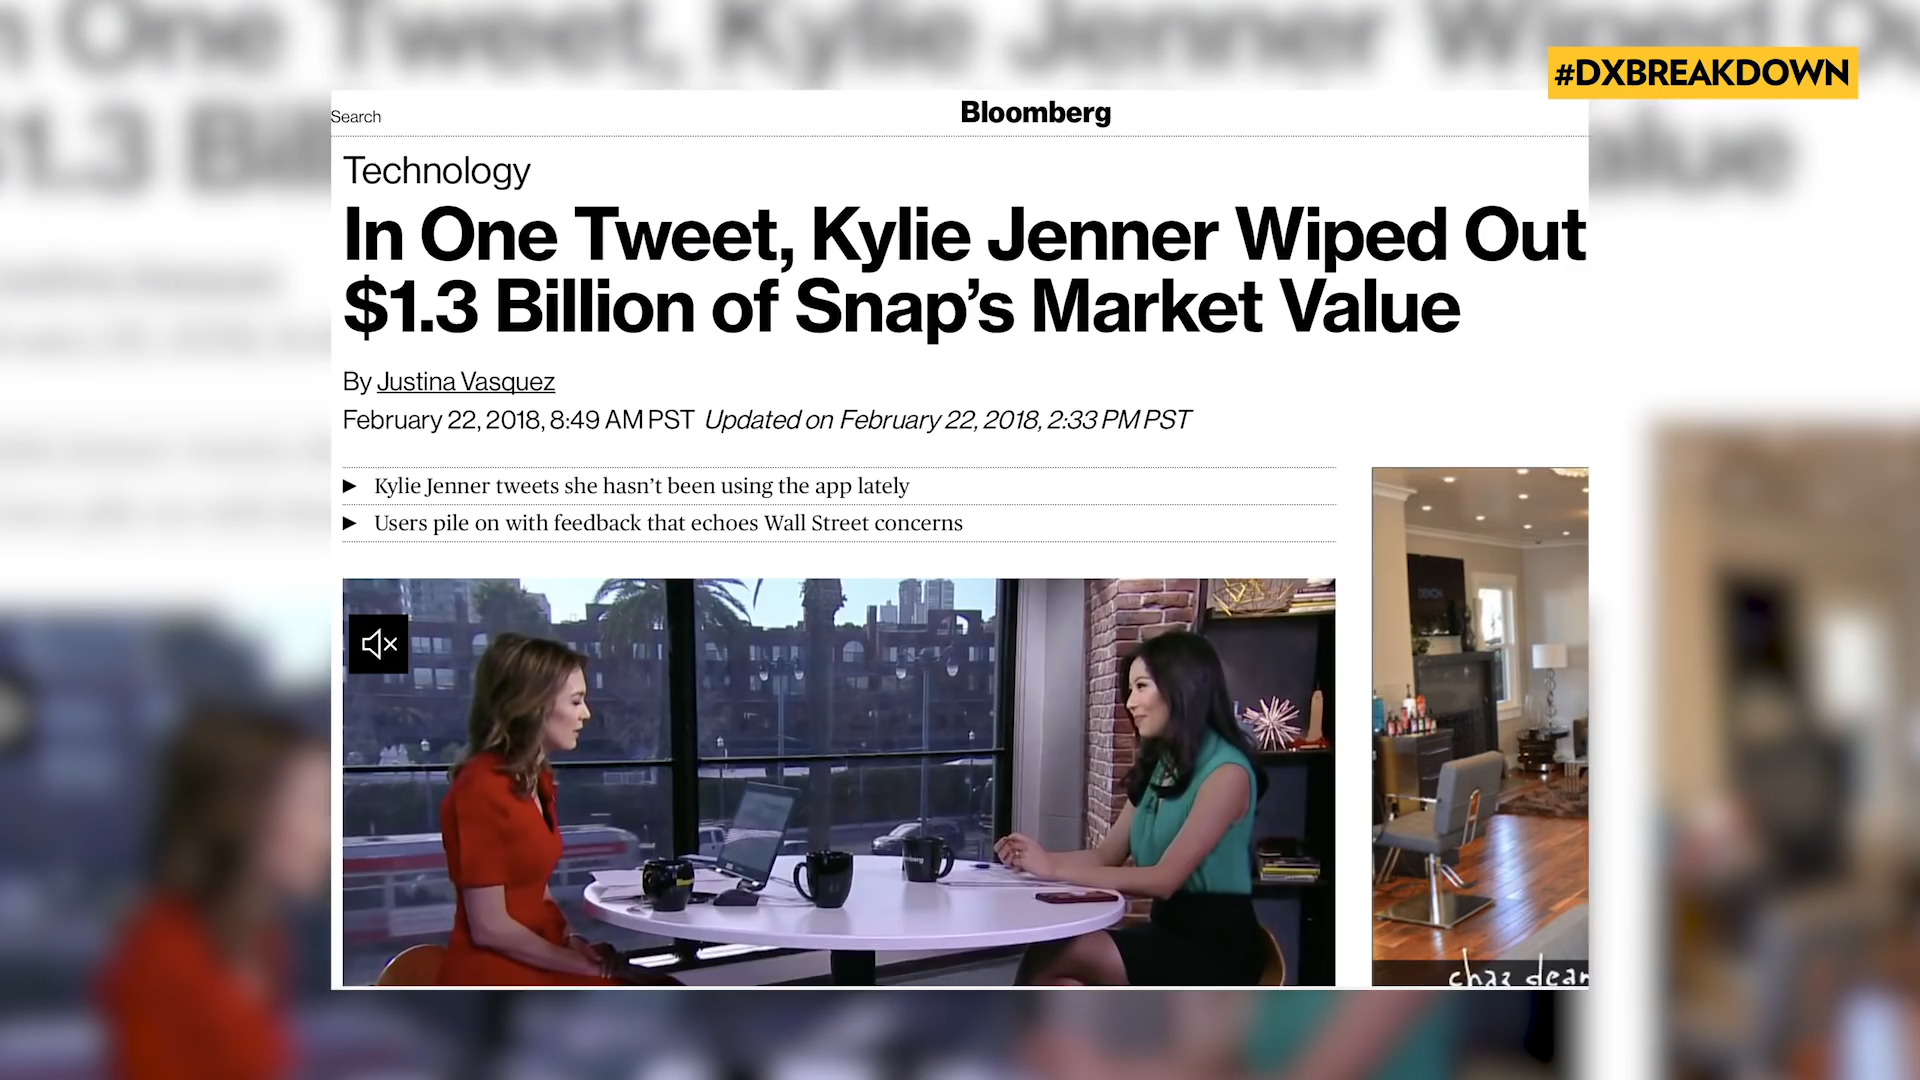 #DXBREAKDOWN
Search
Bloomberg
Technology
In One Tweet, Kylie Jenner Wiped Out
$1.3 Billion of Snap's Market Value
By Justina Vasquez
February 22, 2018, 8:49 AM PST Updated on February 22, 2018, 2:33 PM PST
► Kylie Jenner tweets she hasn't been using the app lately
► Users pile on with feedback that echoes Wall Street concerns
DENON
chaz dean